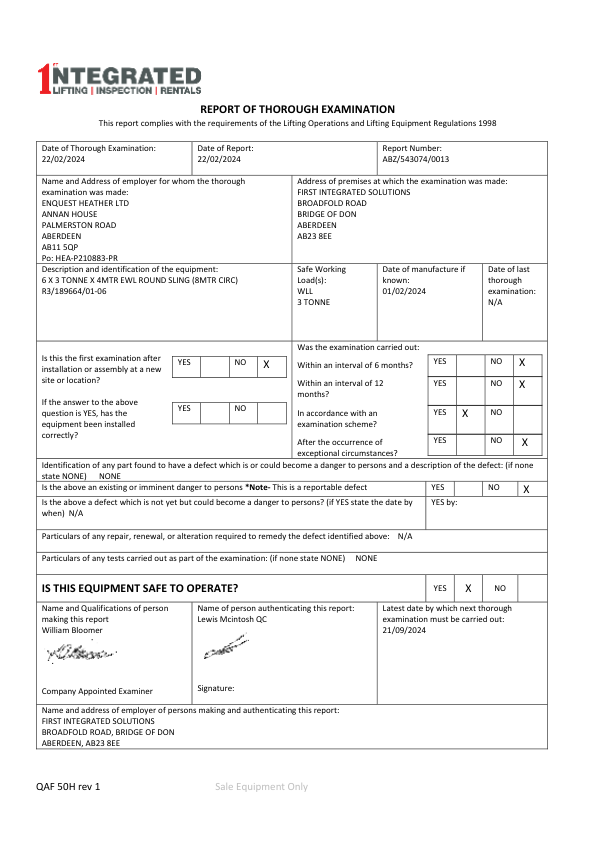 1ST INTEGRATED
LIFTING | INSPECTION | RENTALS
REPORT OF THOROUGH EXAMINATION
This report complies with the requirements of the Lifting Operations and Lifting Equipment Regulations 1998
Date of Thorough Examination:
22/02/2024
Date of Report:
22/02/2024
Report Number:
ABZ/543074/0013
Name and Address of employer for whom the thorough
examination was made:
ENQUEST HEATHER LTD
ANNAN HOUSE
PALMERSTON ROAD
ABERDEEN
AB11 5QP
Po: HEA-P210883-PR
Address of premises at which the examination was made:
FIRST INTEGRATED SOLUTIONS
BROADFOLD ROAD
BRIDGE OF DON
ABERDEEN
AB23 8EE
Description and identification of the equipment:
6 X 3 TONNE X 4MTR EWL ROUND SLING (8MTR CIRC)
R3/189664/01-06
Safe Working
Load(s):
WLL
3 TONNE
Date of manufacture if
known:
01/02/2024
Date of last
thorough
examination:
N/A
Is this the first examination after
installation or assembly at a new
site or location?
YES NO X
If the answer to the above
question is YES, has the
equipment been installed
correctly?
YES NO
Was the examination carried out:
Within an interval of 6 months?
YES NO X
Within an interval of 12
months?
YES NO X
In accordance with an
examination scheme?
YES X NO
After the occurrence of
exceptional circumstances?
YES NO X
Identification of any part found to have a defect which is or could become a danger to persons and a description of the defect: (if none
state NONE) NONE
Is the above an existing or imminent danger to persons *Note- This is a reportable defect
YES NO X
Is the above a defect which is not yet but could become a danger to persons? (if YES state the date by
when) N/A
YES by:
Particulars of any repair, renewal, or alteration required to remedy the defect identified above: N/A
Particulars of any tests carried out as part of the examination: (if none state NONE) NONE
IS THIS EQUIPMENT SAFE TO OPERATE?
YES X NO
Name and Qualifications of person
making this report
William Bloomer
Company Appointed Examiner
Name of person authenticating this report:
Lewis Mcintosh QC
Signature:
Latest date by which next thorough
examination must be carried out:
21/09/2024
Name and address of employer of persons making and authenticating this report:
FIRST INTEGRATED SOLUTIONS
BROADFOLD ROAD, BRIDGE OF DON
ABERDEEN, AB23 8EE
QAF 50H rev 1
Sale Equipment Only